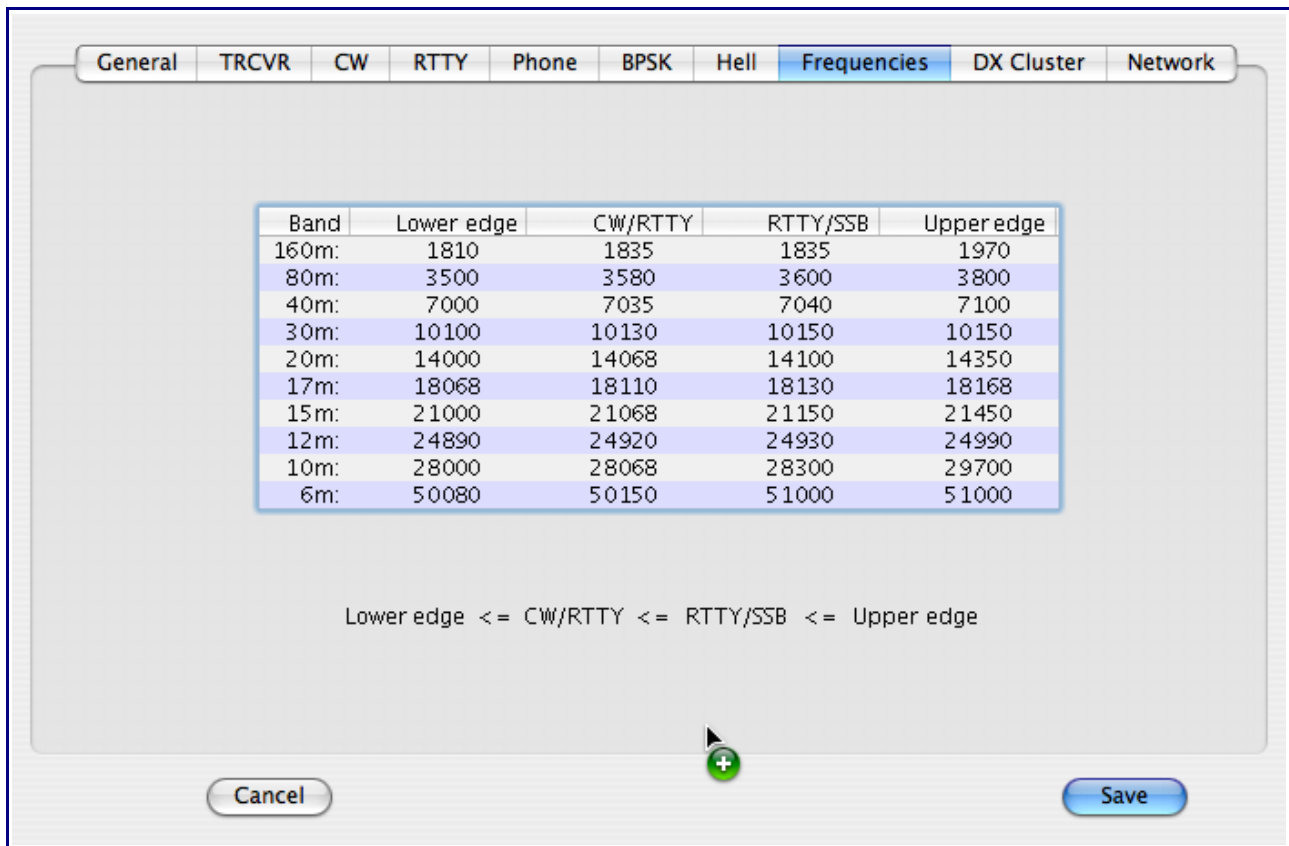 General TRCVR CW RTTY Phone BPSK Hell Frequencies DX Cluster Network
Band Lower edge CW/RTTY RTTY/SSB Upper edge
160m: 1810 1835 1835 1970
80m: 3500 3580 3600 3800
40m: 7000 7035 7040 7100
30m: 10100 10130 10150 10150
20m: 14000 14068 14100 14350
17m: 18068 18110 18130 18168
15m: 21000 21068 21150 21450
12m: 24890 24920 24930 24990
10m: 28000 28068 28300 29700
6m: 50080 50150 51000 51000
Lower edge <= CW/RTTY <= RTTY/SSB <= Upper edge
Cancel Save